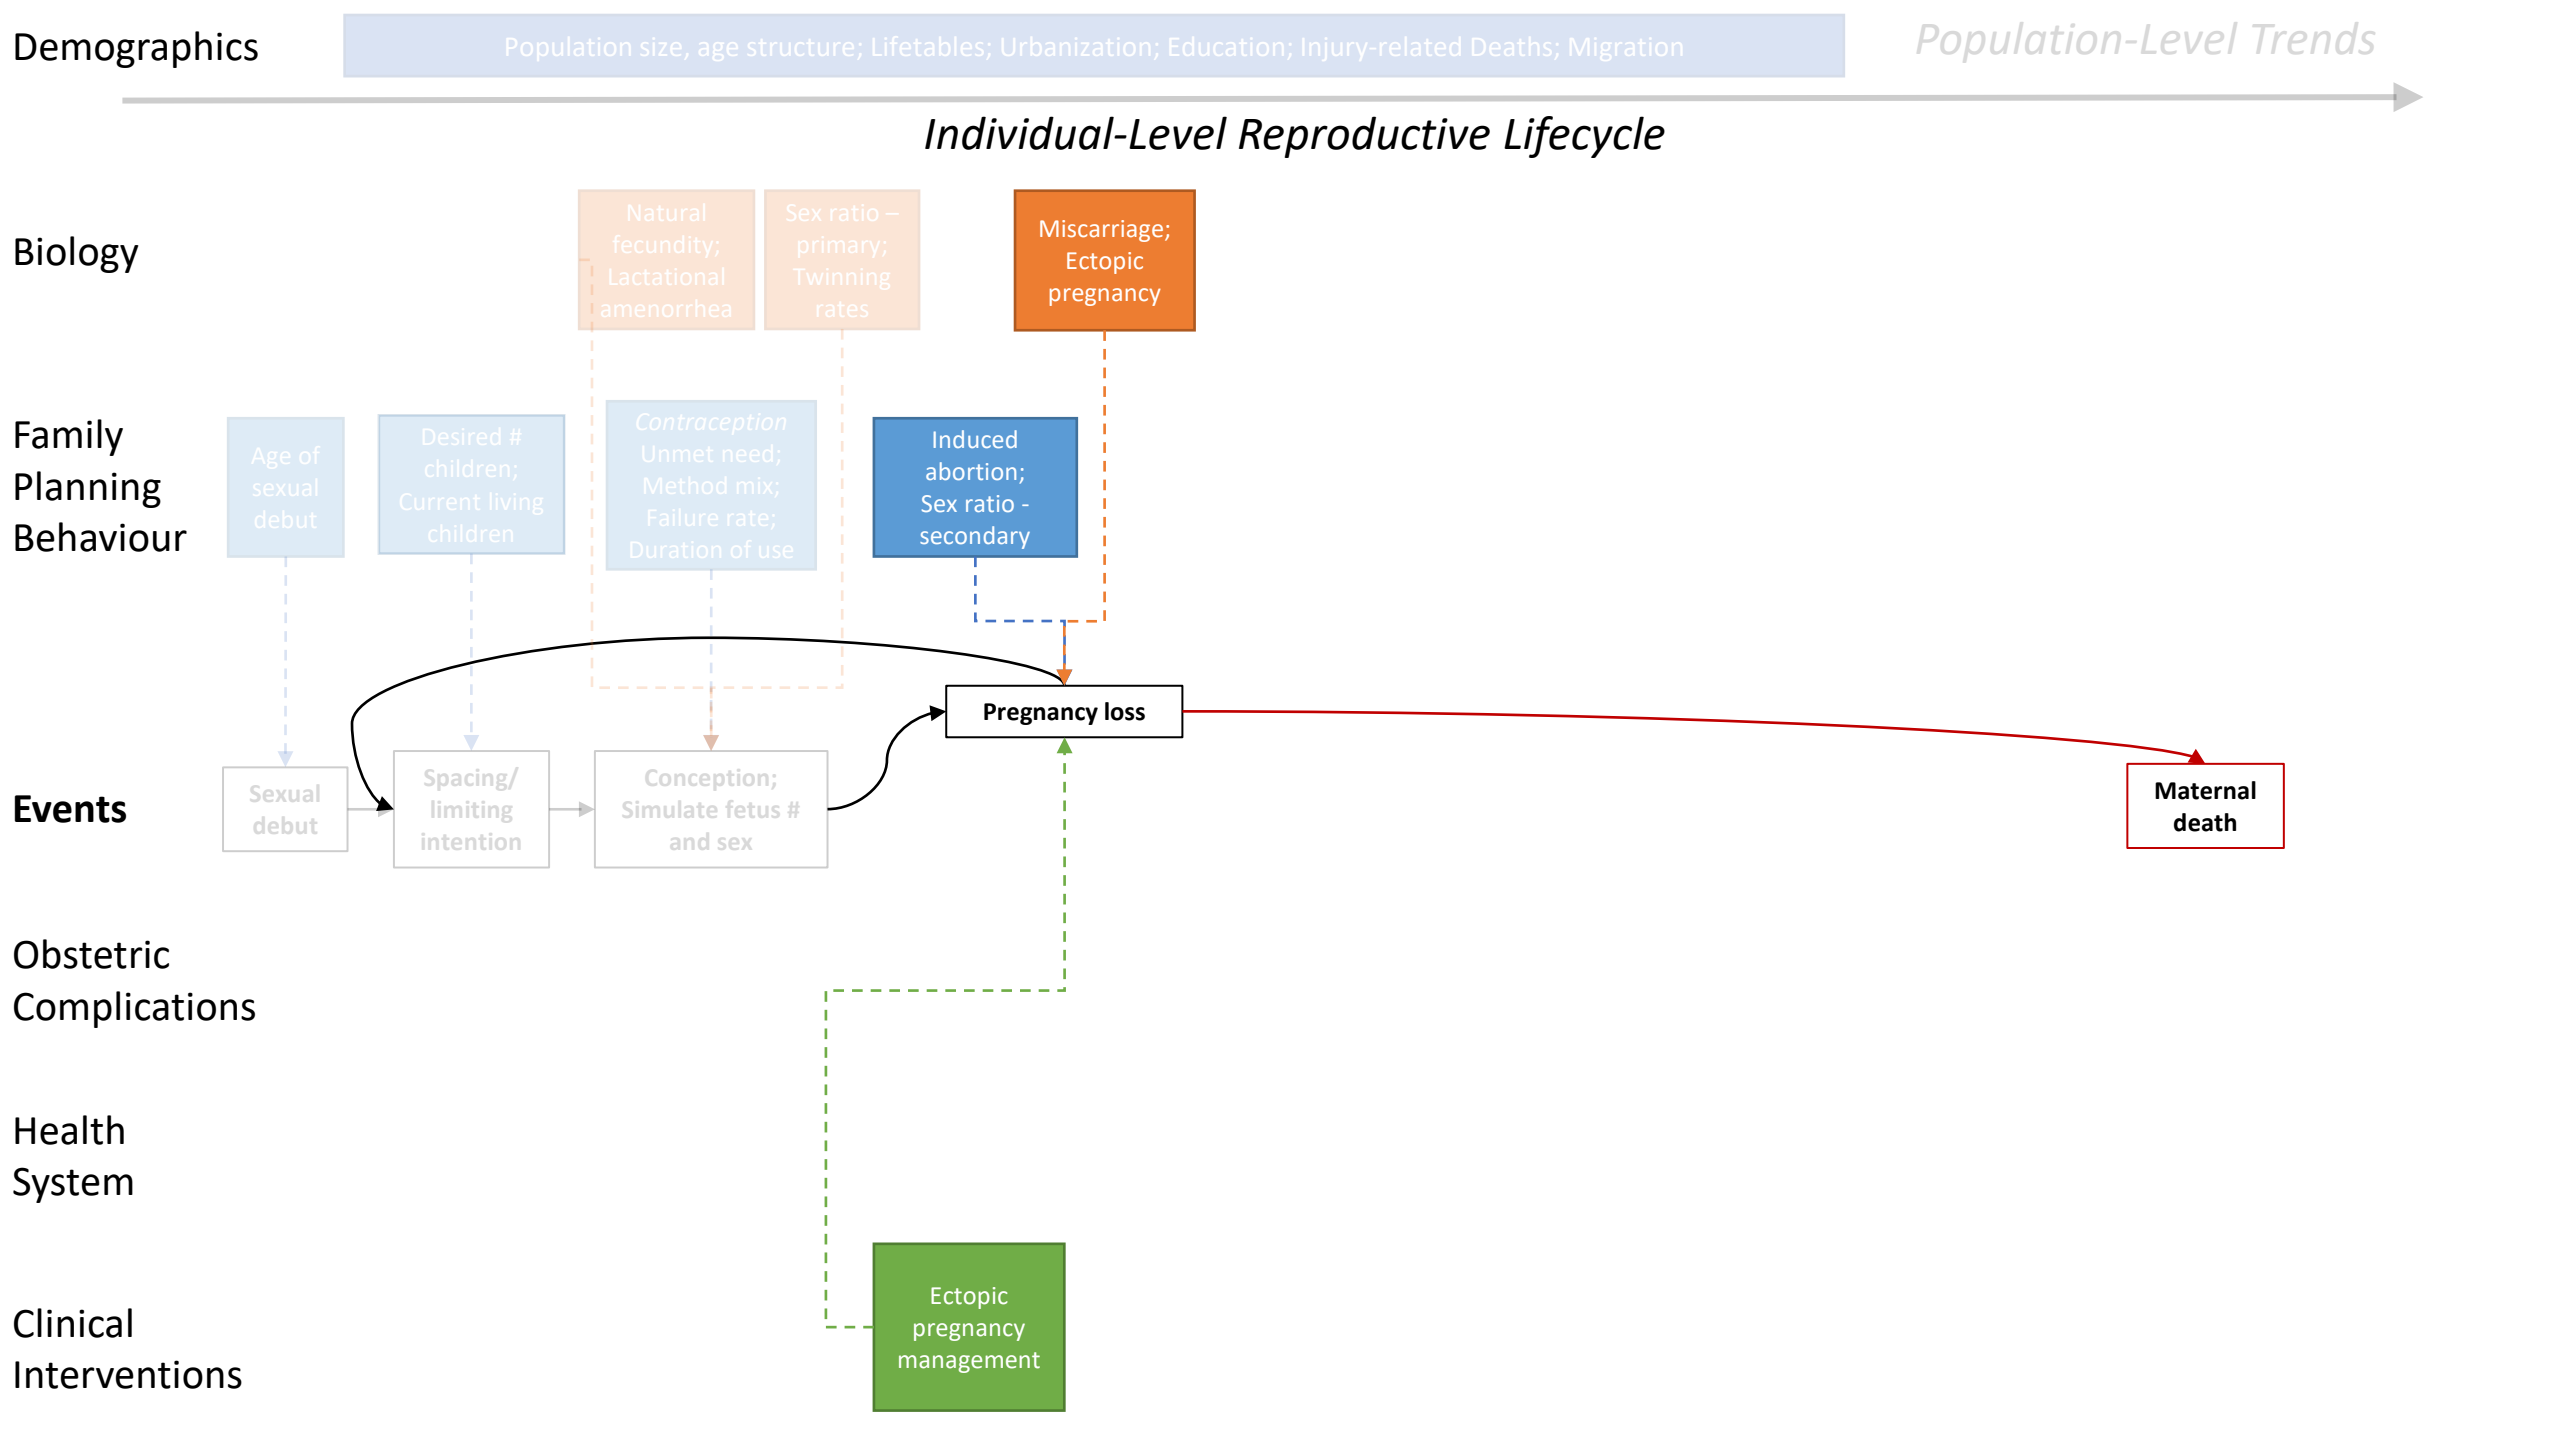 Demographics
Population size, age structure; Lifetables; Urbanization; Education; Injury-related Deaths; Migration
Population-Level Trends
Individual-Level Reproductive Lifecycle
Biology
Natural
fecundity;
Lactational
amenorrhea
Sex ratio –
primary;
Twinning
rates
Miscarriage;
Ectopic
pregnancy
Family
Planning
Behaviour
Age of
sexual
debut
Desired #
children;
Current living
children
Contraception
Unmet need;
Method mix;
Failure rate;
Duration of use
Induced
abortion;
Sex ratio -
secondary
Events
Sexual
debut
Spacing/
limiting
intention
Conception;
Simulate fetus #
and sex
Pregnancy loss
Maternal
death
Obstetric
Complications
Health
System
Clinical
Interventions
Ectopic
pregnancy
management